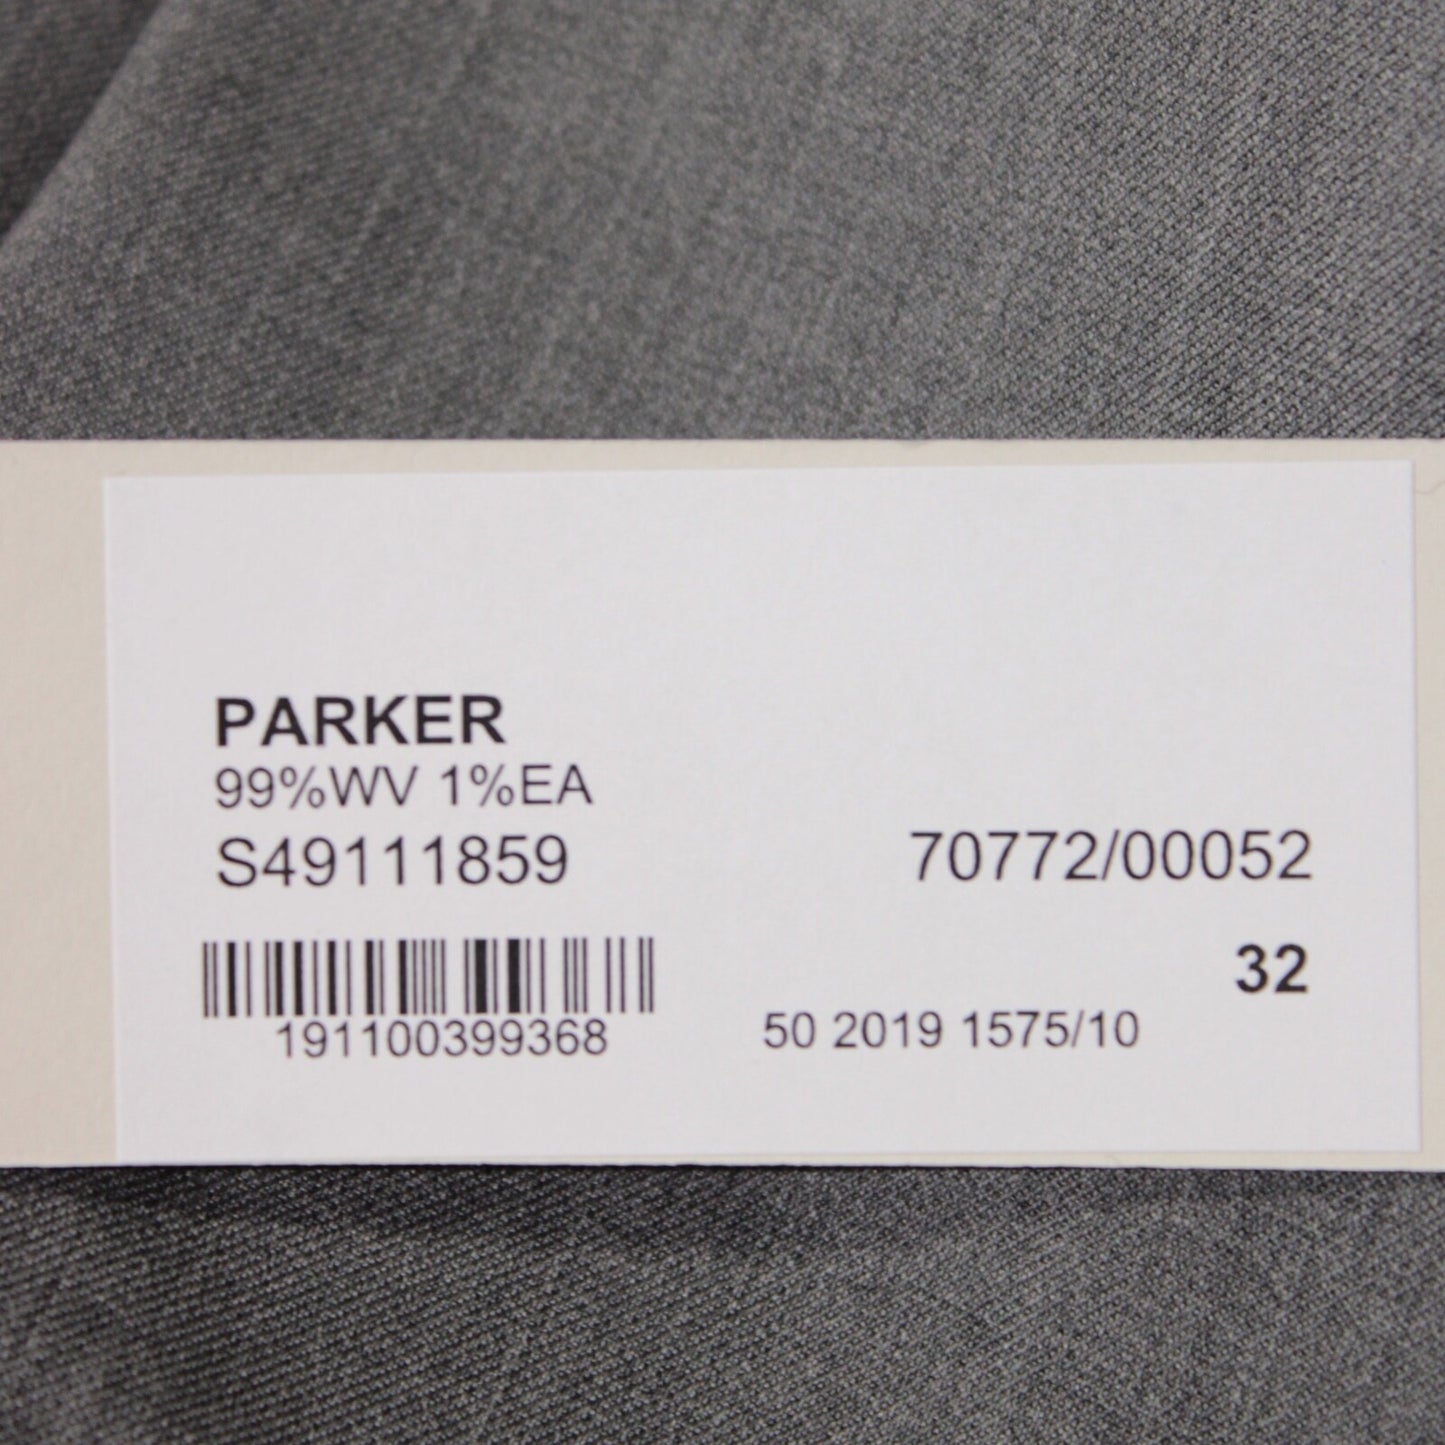 PARKER
99%WV 1%EA
S49111859 70772/00052
32
191100399368 50 2019 1575/10